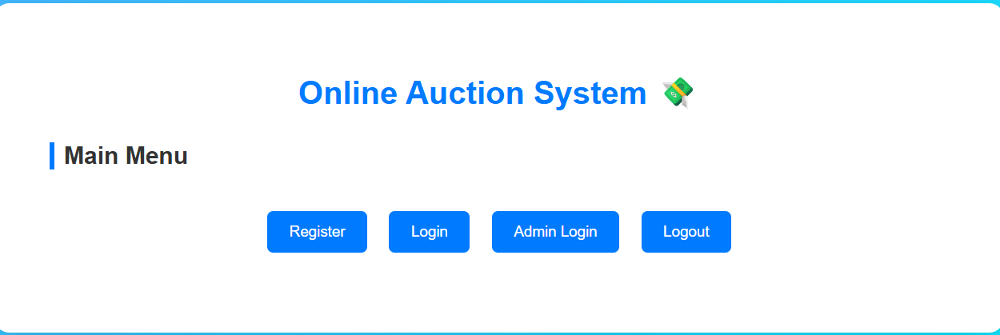 Online Auction System 💸
Main Menu
Register Login Admin Login Logout